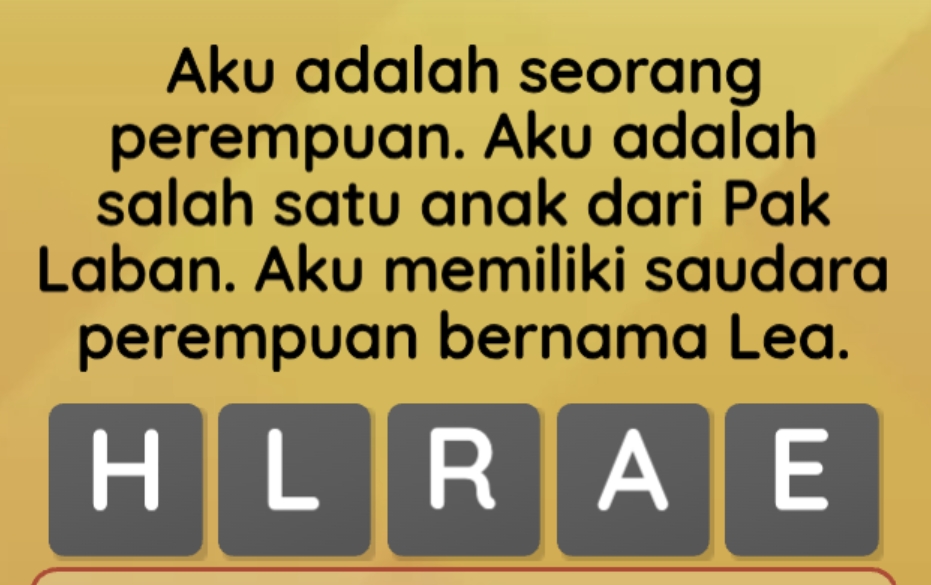 Aku adalah seorang
perempuan. Aku adalah
salah satu anak dari Pak
Laban. Aku memiliki saudara
perempuan bernama Lea.
H L R A E